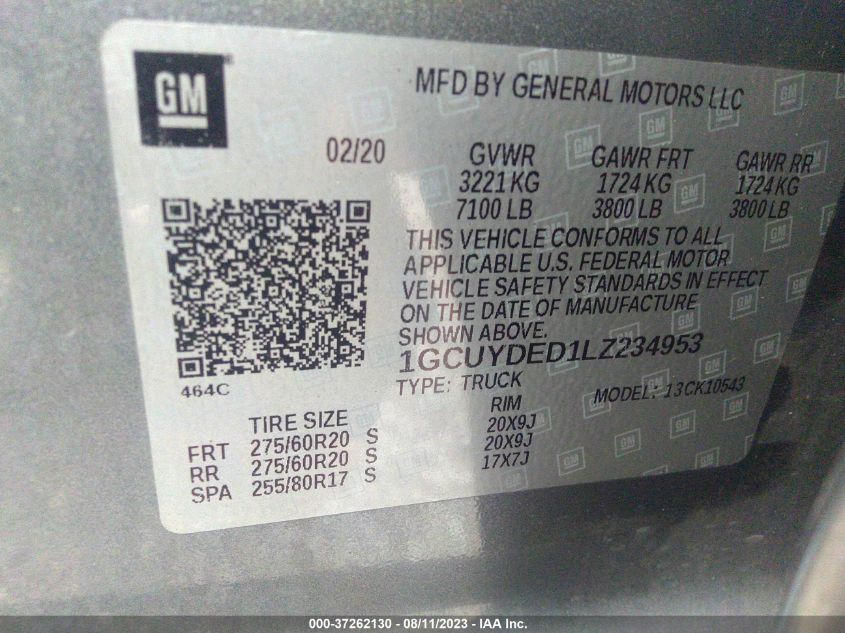 GM
MFD BY GENERAL MOTORS LLC
02/20
GVWR GAWR FRT GAWR RR
3221 KG 1724 KG 1724 KG
7100 LB 3800 LB 3800 LB
THIS VEHICLE CONFORMS TO ALL
APPLICABLE U.S. FEDERAL MOTOR
VEHICLE SAFETY STANDARDS IN EFFECT
ON THE DATE OF MANUFACTURE
SHOWN ABOVE.
1GCUYDED1LZ234953
464C
TYPE: TRUCK MODEL: 13CK10543
TIRE SIZE RIM
FRT 275/60R20 S 20X9J
RR 275/60R20 S 20X9J
SPA 255/80R17 S 17X7J
000-37262130 - 08/11/2023 - IAA Inc.